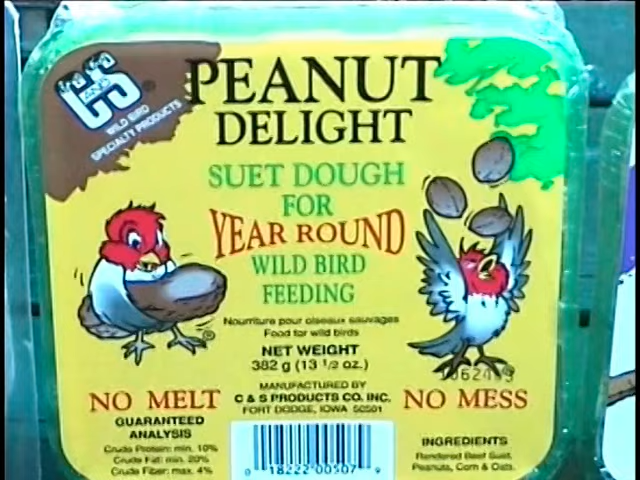 C AND S
WILD BIRD
SPECIALTY PRODUCTS
PEANUT
DELIGHT
SUET DOUGH
FOR
YEAR ROUND
WILD BIRD
FEEDING
Nourriture pour oiseaux sauvages
Food for wild birds
NET WEIGHT
382 g (13 1/2 oz.)
MANUFACTURED BY
C & S PRODUCTS CO. INC.
FORT DODGE, IOWA 50501
NO MELT
GUARANTEED
ANALYSIS
Crude Protein: min. 10%
Crude Fat: min. 20%
Crude Fiber: max. 4%
NO MESS
INGREDIENTS
Rendered Beef Suet,
Peanuts, Corn & Oats.
0 18222 00507 9